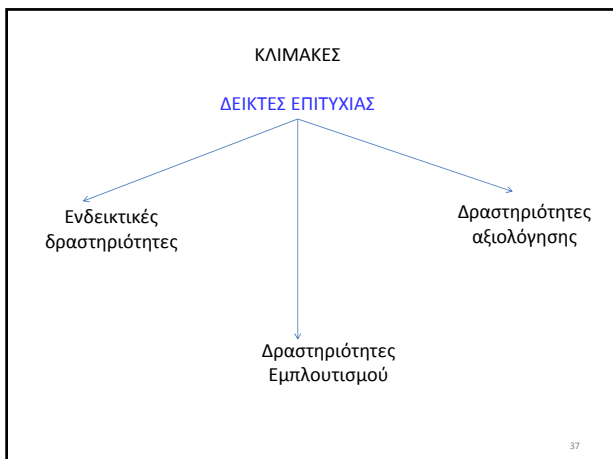 ΚΛΙΜΑΚΕΣ
ΔΕΙΚΤΕΣ ΕΠΙΤΥΧΙΑΣ
Ενδεικτικές
δραστηριότητες
Δραστηριότητες
αξιολόγησης
Δραστηριότητες
Εμπλουτισμού
37